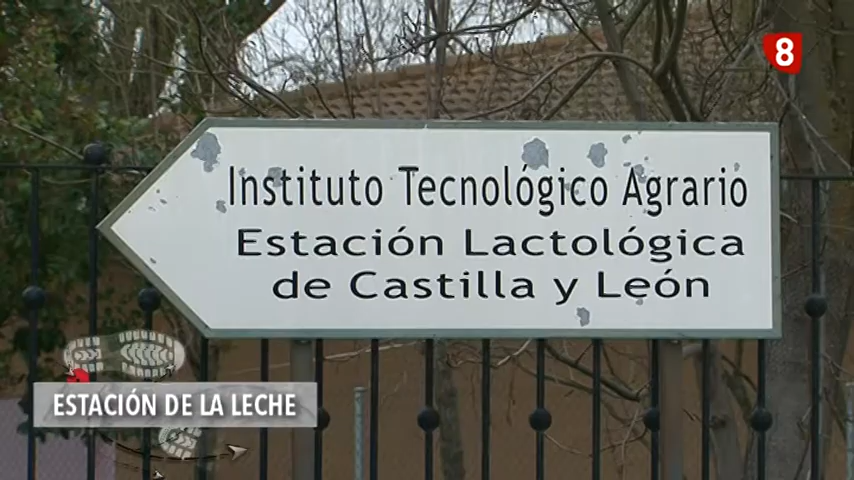 8
Instituto Tecnológico Agrario
Estación Lactológica
de Castilla y León
ESTACIÓN DE LA LECHE